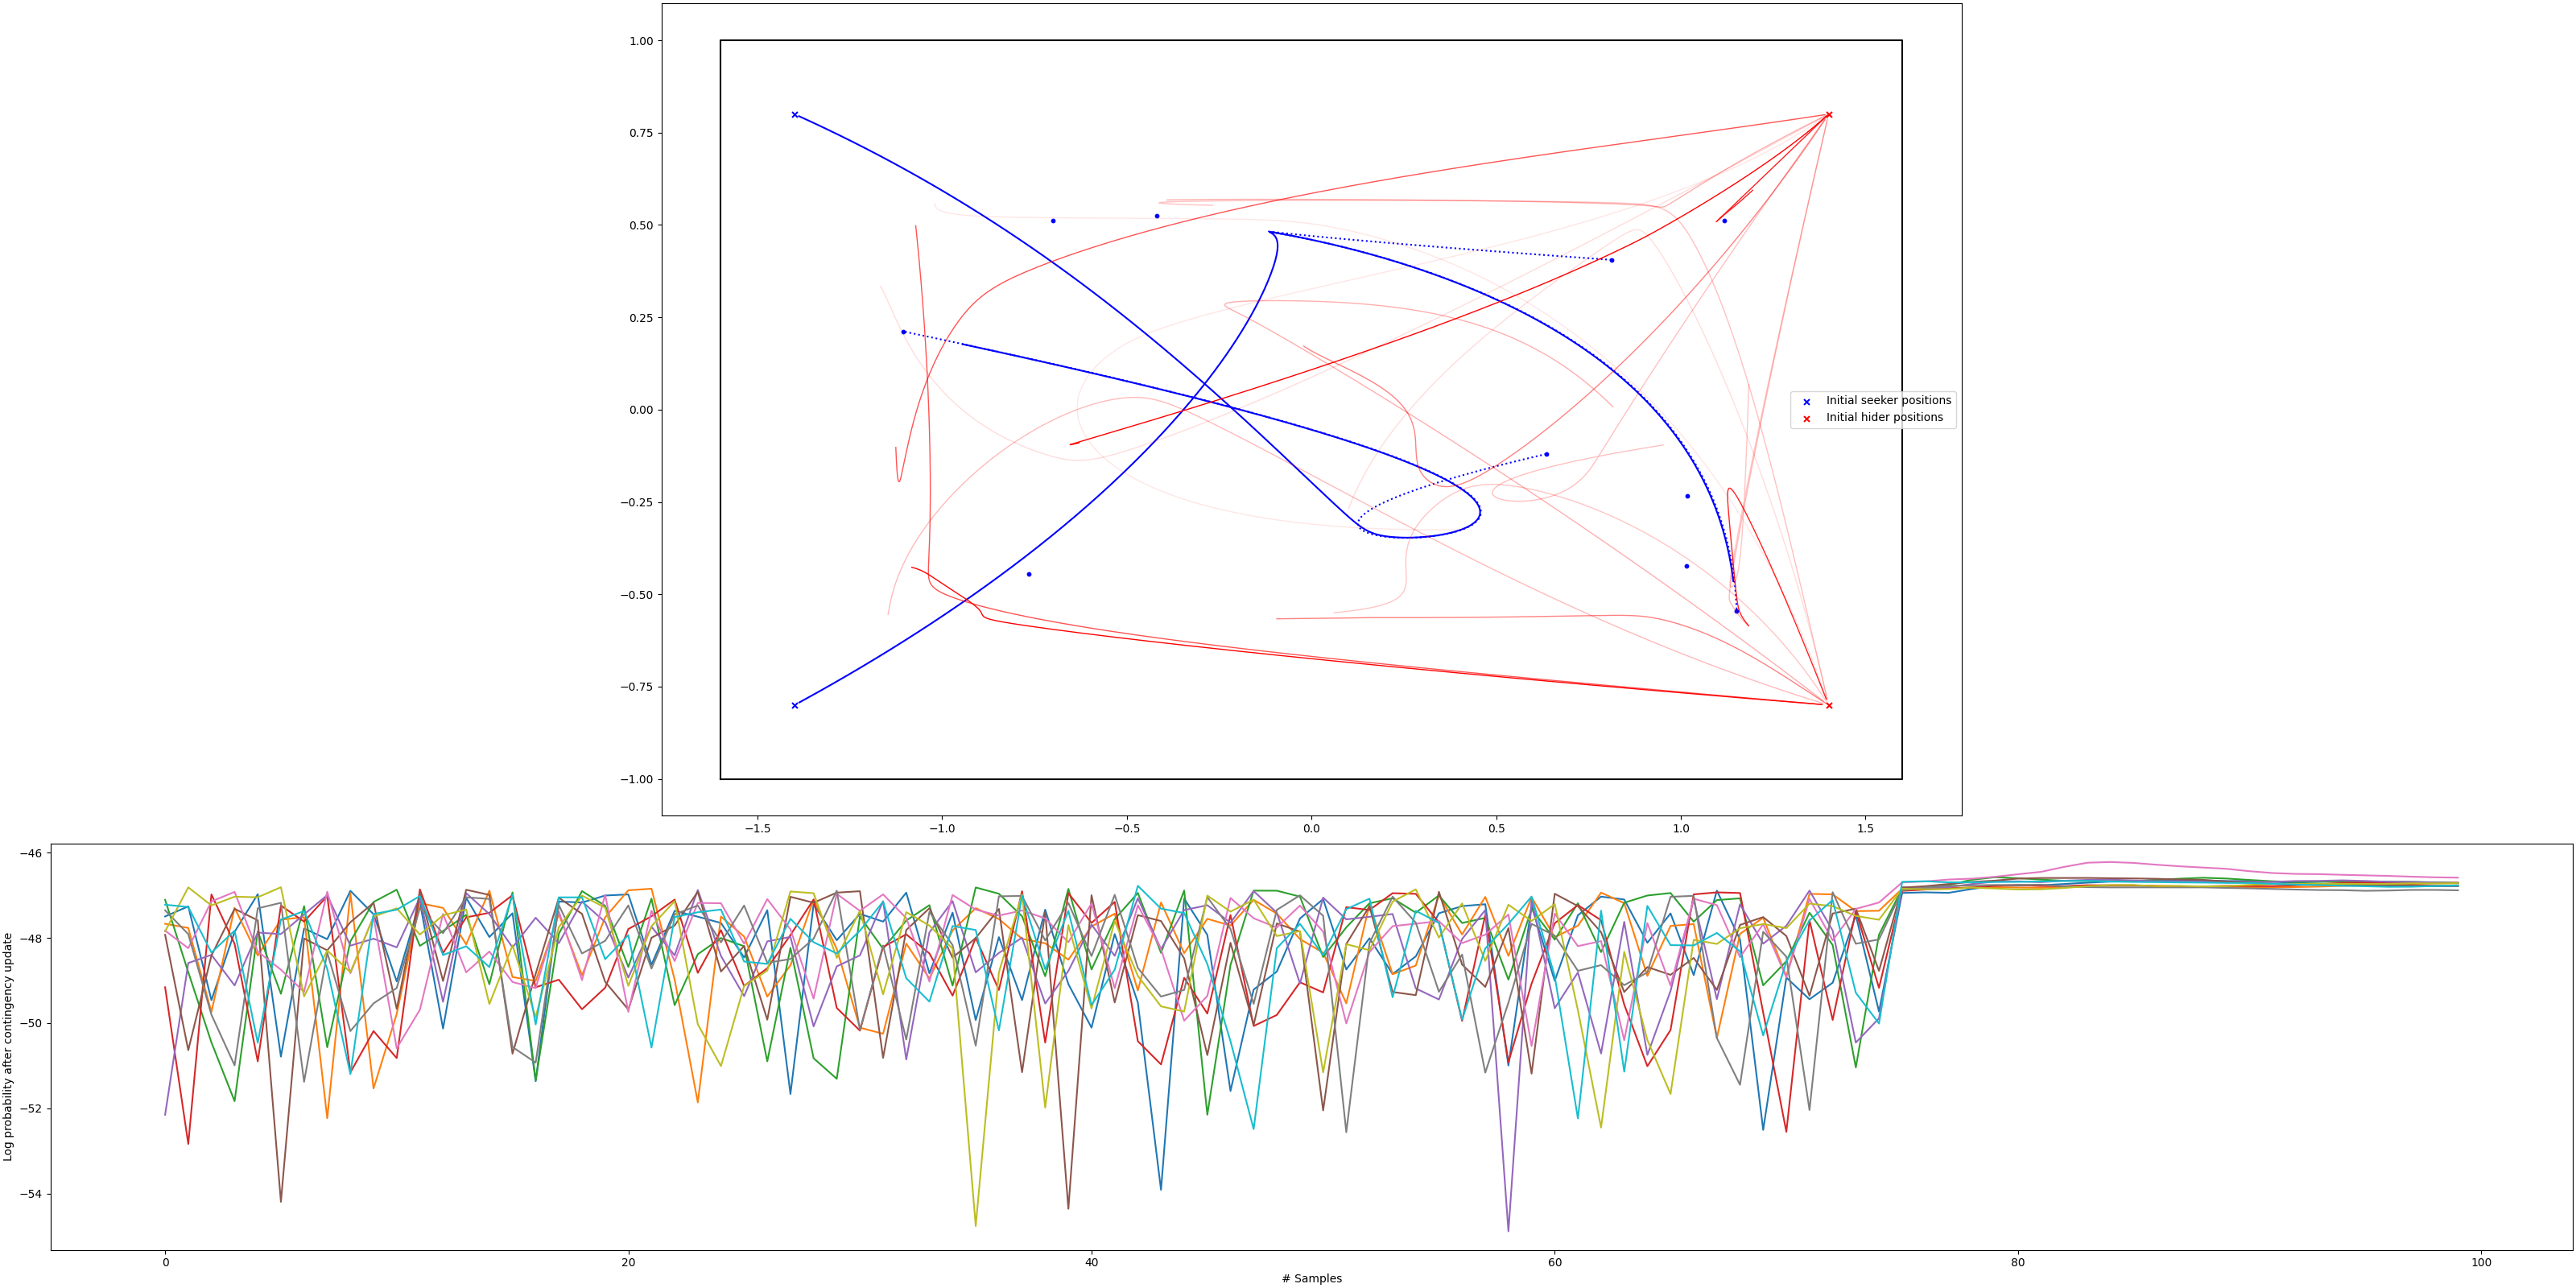 1.00
0.75
0.50
0.25
0.00
−0.25
−0.50
−0.75
−1.00
−1.5 −1.0 −0.5 0.0 0.5 1.0 1.5
Initial seeker positions
Initial hider positions
Log probability after contingency update
−46
−48
−50
−52
−54
0 20 40 60 80 100
# Samples